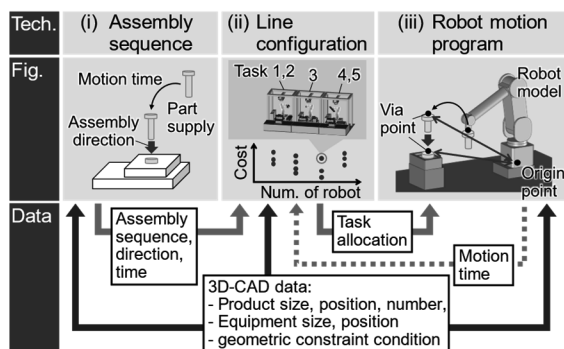 Tech.
(i) Assembly
sequence
(ii) Line
configuration
(iii) Robot motion
program
Fig.
Motion time
Part
supply
Assembly
direction
Task 1,2
3
4,5
Cost
Num. of robot
Robot
model
Via
point
Origin
point
Data
Assembly
sequence,
direction,
time
Task
allocation
Motion
time
3D-CAD data:
- Product size, position, number,
- Equipment size, position
- geometric constraint condition